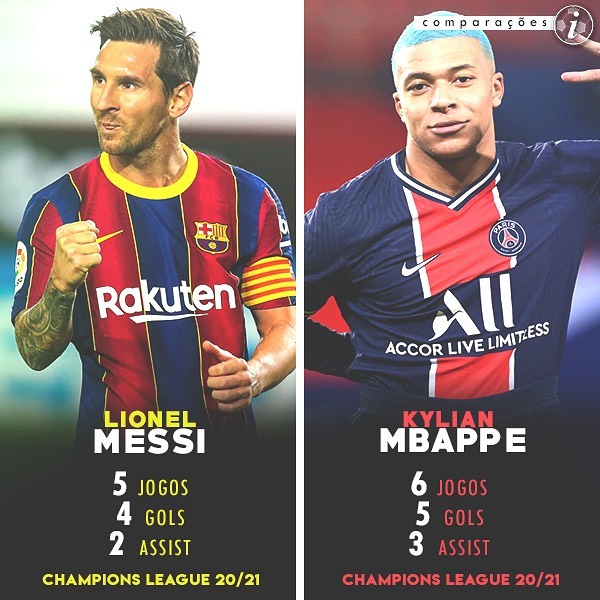 comparações
i
Rakuten
PARIS
ALL
ACCOR LIVE LIMITLESS
LIONEL
MESSI
5 JOGOS
4 GOLS
2 ASSIST
CHAMPIONS LEAGUE 20/21
KYLIAN
MBAPPE
6 JOGOS
5 GOLS
3 ASSIST
CHAMPIONS LEAGUE 20/21